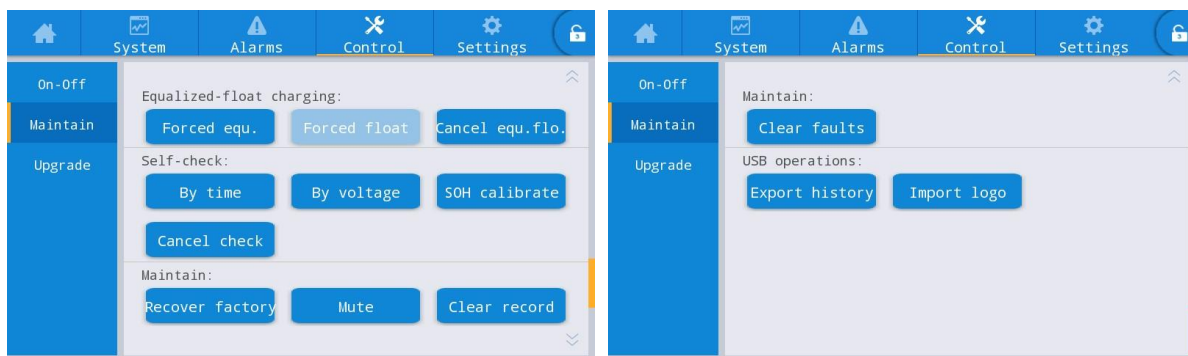 System Alarms Control Settings
On-Off
Maintain
Upgrade
Equalized-float charging:
Forced equ. Forced float Cancel equ.flo.
Self-check:
By time By voltage SOH calibrate
Cancel check
Maintain:
Recover factory Mute Clear record
System Alarms Control Settings
On-Off
Maintain
Upgrade
Maintain:
Clear faults
USB operations:
Export history Import logo